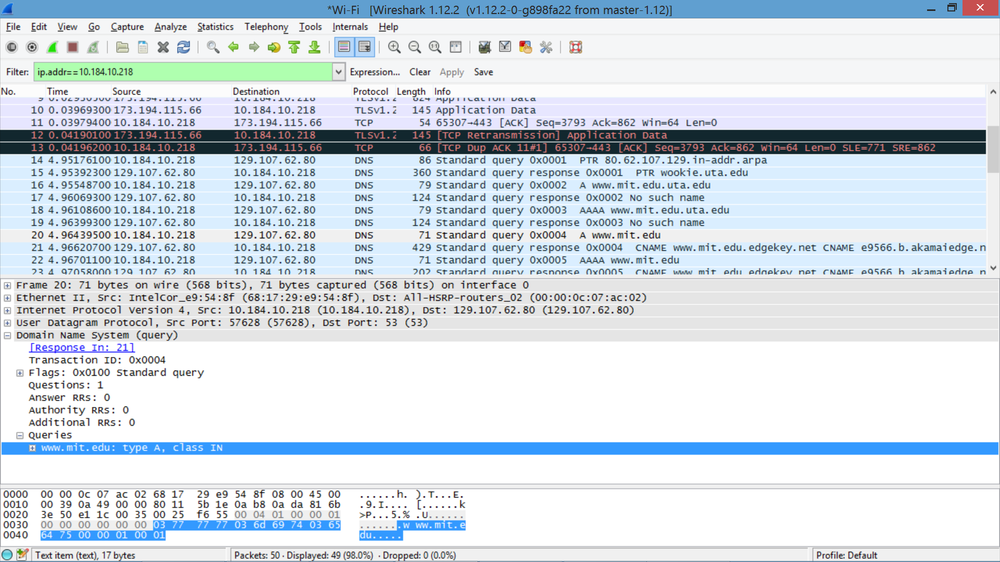 *Wi-Fi   [Wireshark 1.12.2  (v1.12.2-0-g898fa22 from master-1.12)]
File Edit View Go Capture Analyze Statistics Telephony Tools Internals Help
Filter: ip.addr==10.184.10.218 Expression... Clear Apply Save
No. Time Source Destination Protocol Length Info
9 0.02930500 173.194.115.66 10.184.10.218 TLSv1.2 824 Application Data
10 0.03969300 173.194.115.66 10.184.10.218 TLSv1.2 145 Application Data
11 0.03979400 10.184.10.218 173.194.115.66 TCP 54 65307→443 [ACK] Seq=3793 Ack=862 Win=64 Len=0
12 0.04190100 173.194.115.66 10.184.10.218 TLSv1.2 145 [TCP Retransmission] Application Data
13 0.04196200 10.184.10.218 173.194.115.66 TCP 66 [TCP Dup ACK 11#1] 65307→443 [ACK] Seq=3793 Ack=862 Win=64 Len=0 SLE=771 SRE=862
14 4.95176100 10.184.10.218 129.107.62.80 DNS 86 Standard query 0x0001  PTR 80.62.107.129.in-addr.arpa
15 4.95392300 129.107.62.80 10.184.10.218 DNS 360 Standard query response 0x0001  PTR wookie.uta.edu
16 4.95548700 10.184.10.218 129.107.62.80 DNS 79 Standard query 0x0002  A www.mit.edu.uta.edu
17 4.96069300 129.107.62.80 10.184.10.218 DNS 124 Standard query response 0x0002 No such name
18 4.96108600 10.184.10.218 129.107.62.80 DNS 79 Standard query 0x0003  AAAA www.mit.edu.uta.edu
19 4.96399300 129.107.62.80 10.184.10.218 DNS 124 Standard query response 0x0003 No such name
20 4.96439500 10.184.10.218 129.107.62.80 DNS 71 Standard query 0x0004  A www.mit.edu
21 4.96620700 129.107.62.80 10.184.10.218 DNS 429 Standard query response 0x0004  CNAME www.mit.edu.edgekey.net CNAME e9566.b.akamaiedge.n
22 4.96701100 10.184.10.218 129.107.62.80 DNS 71 Standard query 0x0005  AAAA www.mit.edu
23 4.97058000 129.107.62.80 10.184.10.218 DNS 202 Standard query response 0x0005  CNAME www.mit.edu.edgekey.net CNAME e9566.b.akamaiedge.n
Frame 20: 71 bytes on wire (568 bits), 71 bytes captured (568 bits) on interface 0
Ethernet II, Src: IntelCor_e9:54:8f (68:17:29:e9:54:8f), Dst: All-HSRP-routers_02 (00:00:0c:07:ac:02)
Internet Protocol Version 4, Src: 10.184.10.218 (10.184.10.218), Dst: 129.107.62.80 (129.107.62.80)
User Datagram Protocol, Src Port: 57628 (57628), Dst Port: 53 (53)
Domain Name System (query)
[Response In: 21]
Transaction ID: 0x0004
Flags: 0x0100 Standard query
Questions: 1
Answer RRs: 0
Authority RRs: 0
Additional RRs: 0
Queries
www.mit.edu: type A, class IN
0000  00 00 0c 07 ac 02 68 17  29 e9 54 8f 08 00 45 00   ......h. ).T...E.
0010  00 39 0a 49 00 00 80 11  5b 1e 0a b8 0a da 81 6b   .9.I.... [......k
0020  3e 50 e1 1c 00 35 00 25  f6 55 00 04 01 00 00 01   >P...5.% .U......
0030  00 00 00 00 00 00 03 77  77 77 03 6d 69 74 03 65   .......w ww.mit.e
0040  64 75 00 00 01 00 01   du.....
Text item (text), 17 bytes Packets: 50 · Displayed: 49 (98.0%)  · Dropped: 0 (0.0%) Profile: Default